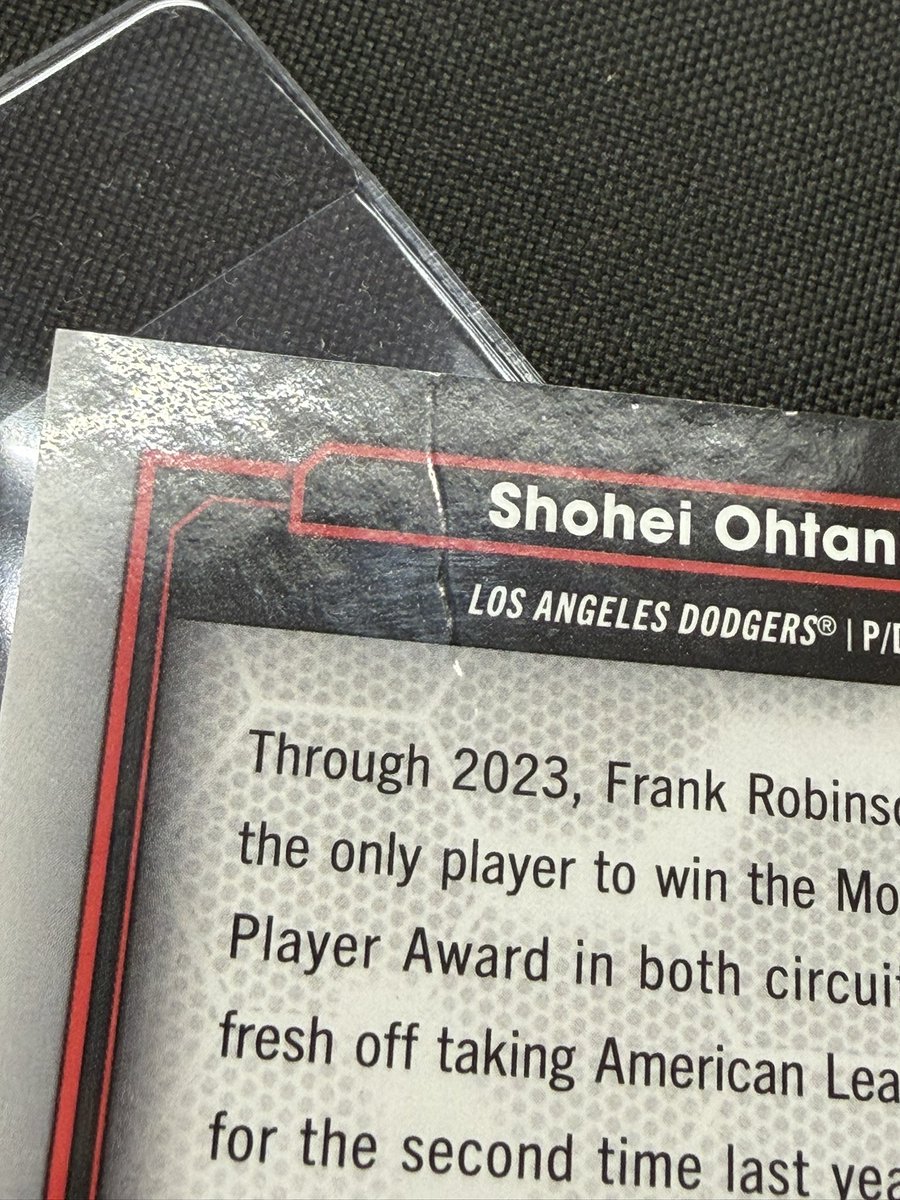 Shohei Ohtan
LOS ANGELES DODGERS® | P/D
Through 2023, Frank Robinso
the only player to win the Mo
Player Award in both circuit
fresh off taking American Lea
for the second time last yea